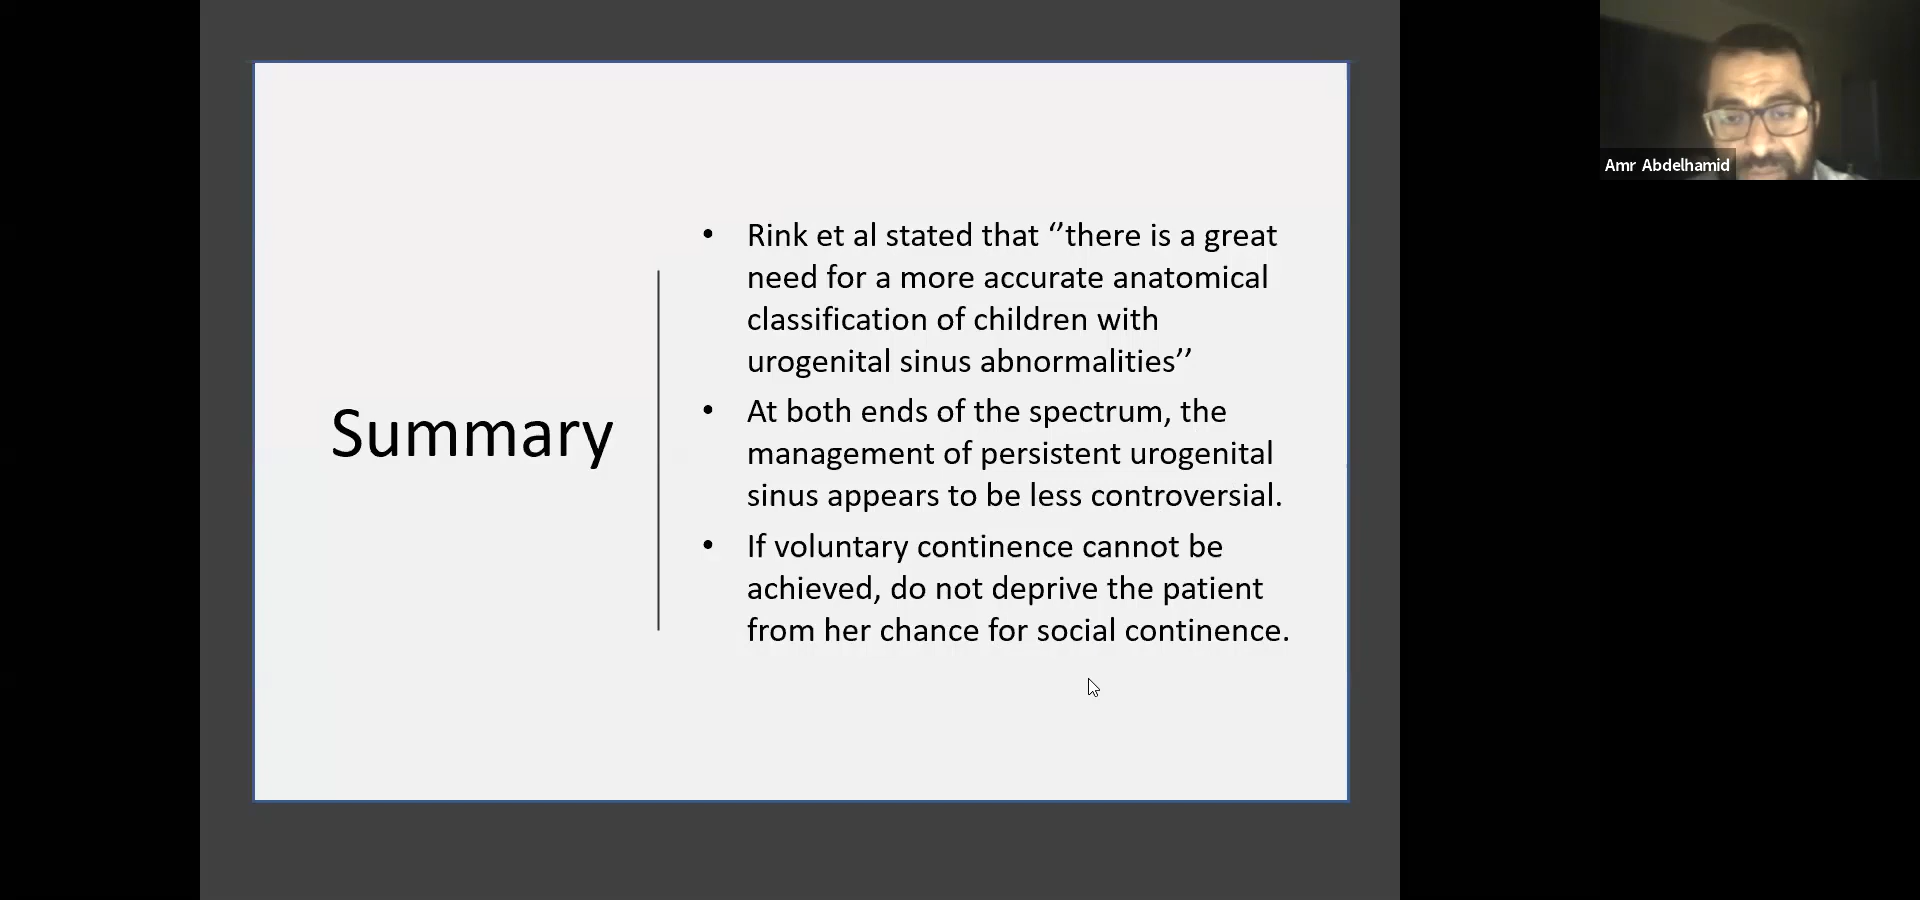 Summary
• Rink et al stated that ‘’there is a great
need for a more accurate anatomical
classification of children with
urogenital sinus abnormalities’’
• At both ends of the spectrum, the
management of persistent urogenital
sinus appears to be less controversial.
• If voluntary continence cannot be
achieved, do not deprive the patient
from her chance for social continence.
Amr Abdelhamid